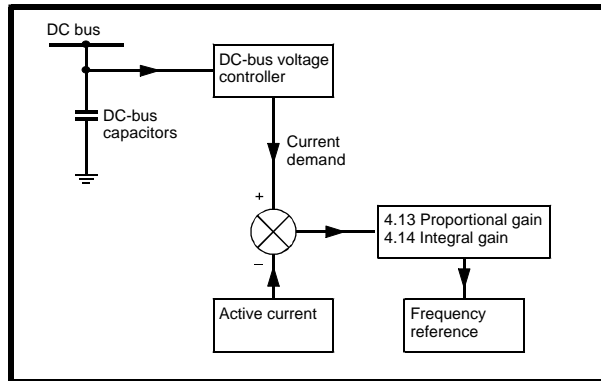 DC bus
DC-bus voltage
controller
DC-bus
capacitors
Current
demand
+
4.13 Proportional gain
4.14 Integral gain
–
Active current
Frequency
reference